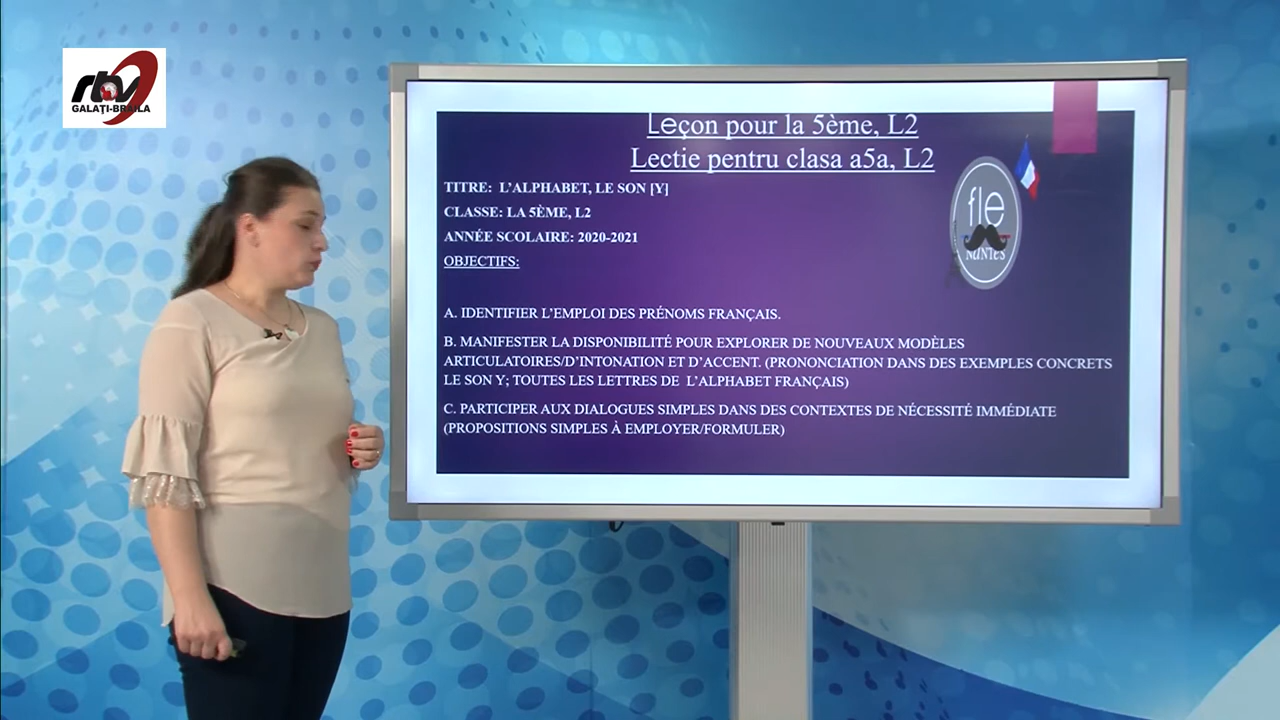 rtv
GALAȚI-BRĂILA
Leçon pour la 5ème, L2
Lectie pentru clasa a5a, L2
TITRE: L'ALPHABET, LE SON [Y]
CLASSE: LA 5ÈME, L2
ANNÉE SCOLAIRE: 2020-2021
OBJECTIFS:
A. IDENTIFIER L'EMPLOI DES PRÉNOMS FRANÇAIS.
B. MANIFESTER LA DISPONIBILITÉ POUR EXPLORER DE NOUVEAUX MODÈLES
ARTICULATOIRES/D'INTONATION ET D'ACCENT. (PRONONCIATION DANS DES EXEMPLES CONCRETS
LE SON Y; TOUTES LES LETTRES DE L'ALPHABET FRANÇAIS)
C. PARTICIPER AUX DIALOGUES SIMPLES DANS DES CONTEXTES DE NÉCESSITÉ IMMÉDIATE
(PROPOSITIONS SIMPLES À EMPLOYER/FORMULER)
fle
NaNTes